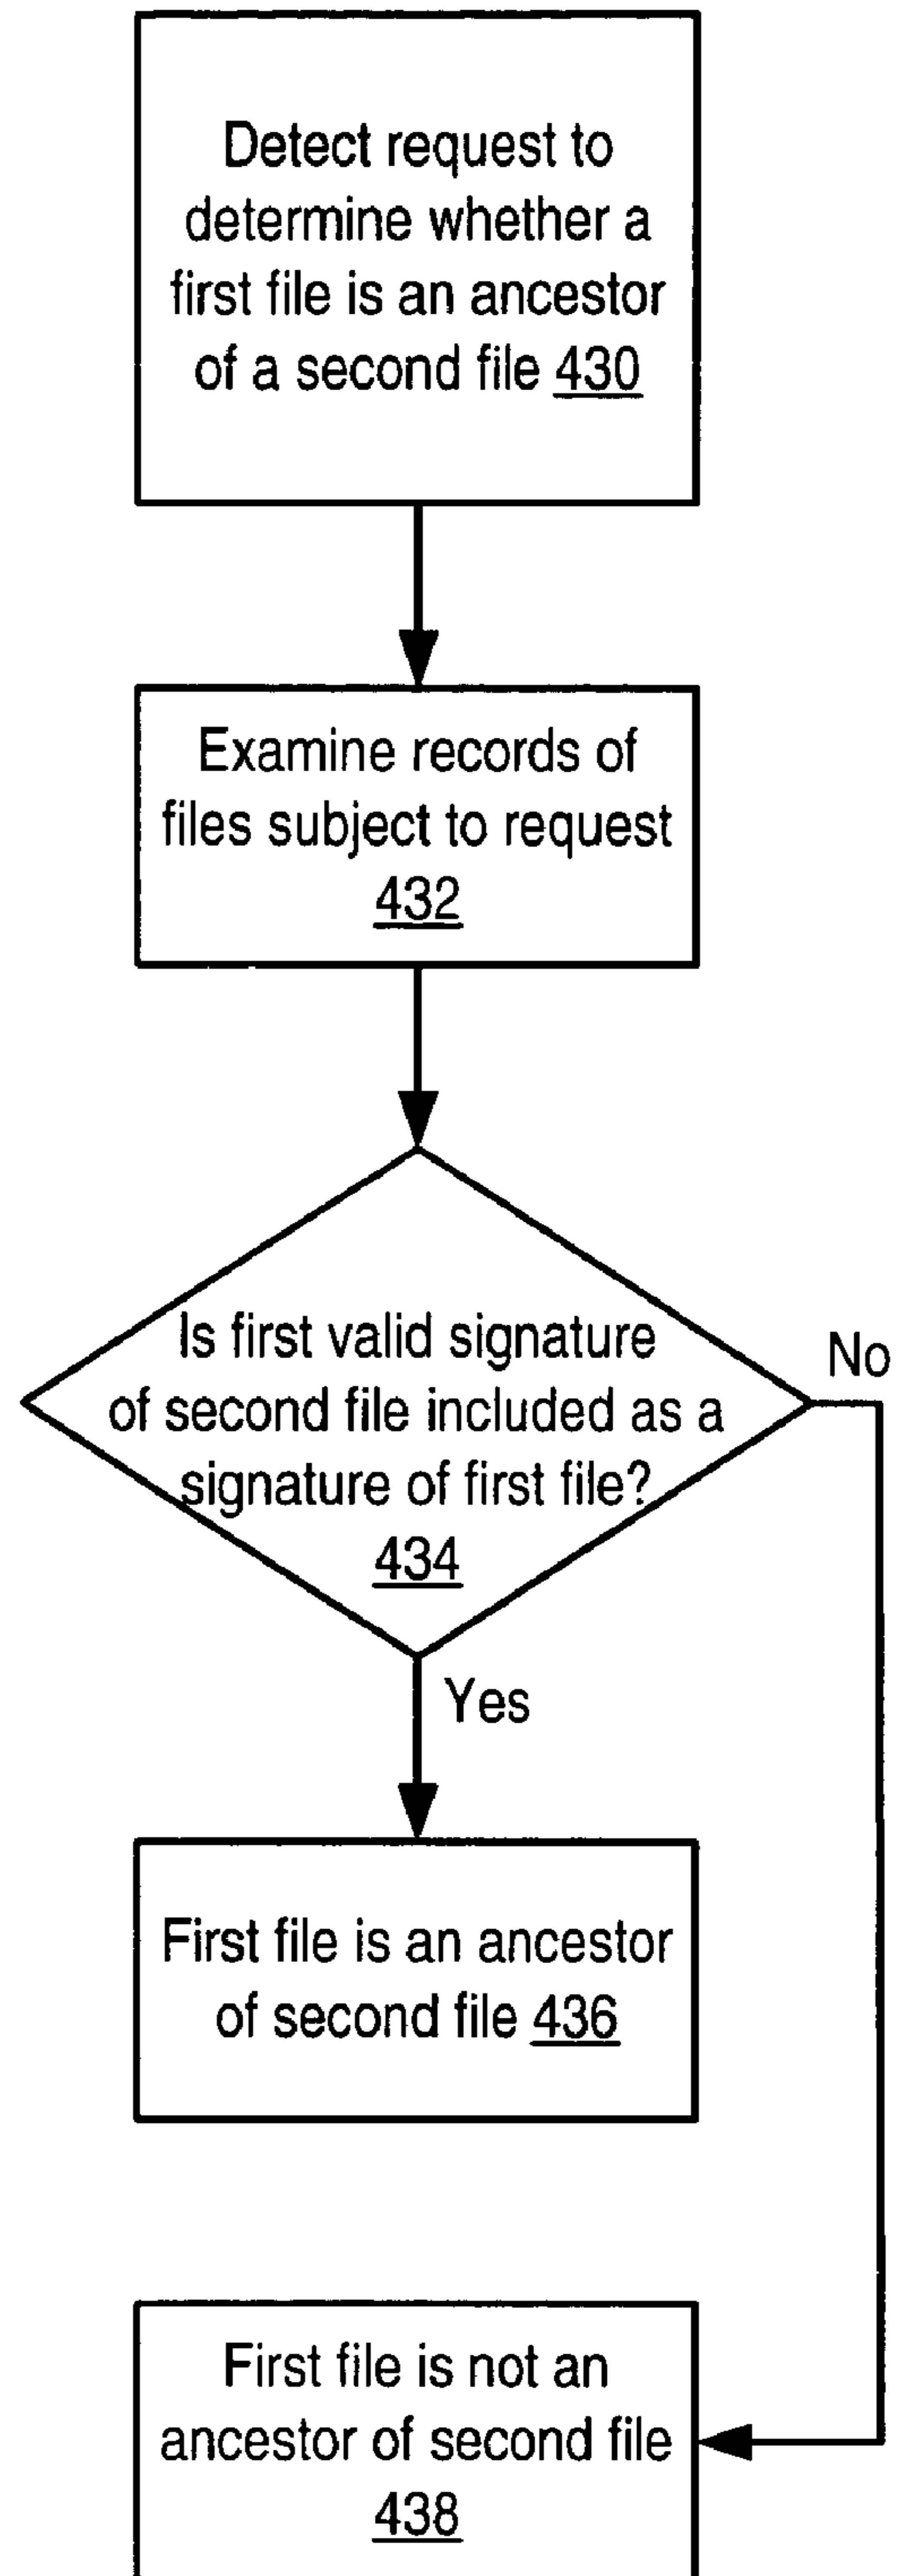 Detect request to
determine whether a
first file is an ancestor
of a second file 430
Examine records of
files subject to request
432
Is first valid signature
of second file included as a
signature of first file?
434
No
Yes
First file is an ancestor
of second file 436
First file is not an
ancestor of second file
438